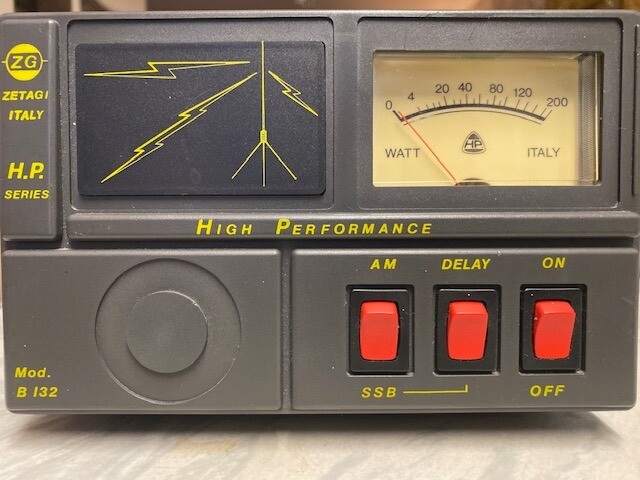 ZG
ZETAGI
ITALY
H.P.
SERIES
0 4 20 40 80 120 200
WATT HP ITALY
HIGH PERFORMANCE
AM DELAY ON
SSB OFF
Mod.
B 132